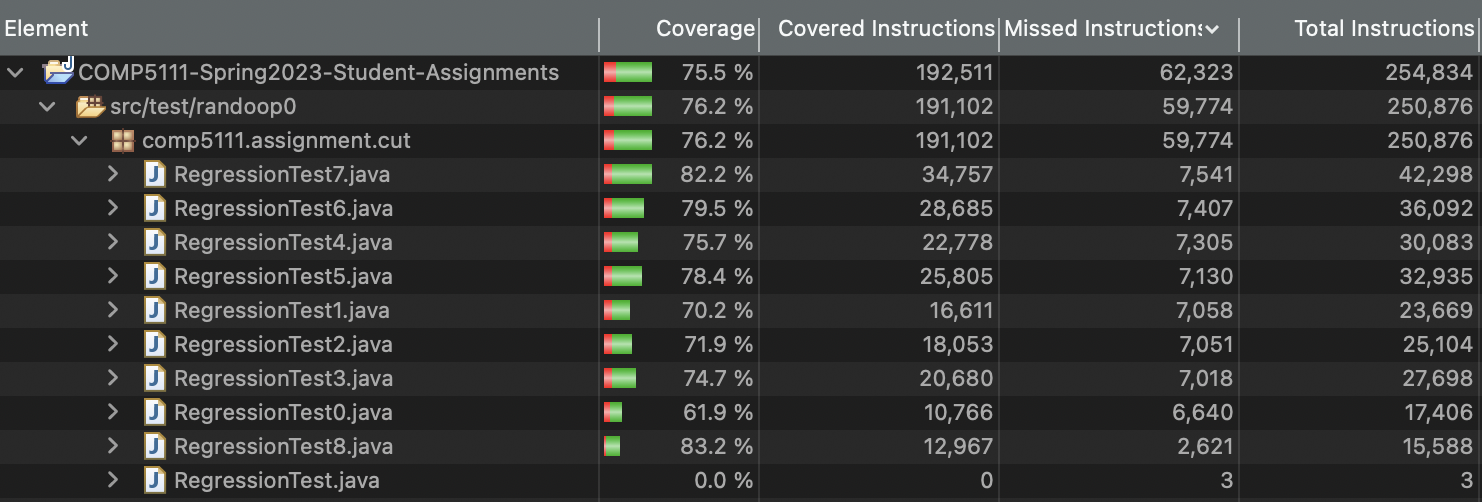 Element Coverage Covered Instructions Missed Instructions Total Instructions
COMP5111-Spring2023-Student-Assignments 75.5 % 192,511 62,323 254,834
src/test/randoop0 76.2 % 191,102 59,774 250,876
comp5111.assignment.cut 76.2 % 191,102 59,774 250,876
RegressionTest7.java 82.2 % 34,757 7,541 42,298
RegressionTest6.java 79.5 % 28,685 7,407 36,092
RegressionTest4.java 75.7 % 22,778 7,305 30,083
RegressionTest5.java 78.4 % 25,805 7,130 32,935
RegressionTest1.java 70.2 % 16,611 7,058 23,669
RegressionTest2.java 71.9 % 18,053 7,051 25,104
RegressionTest3.java 74.7 % 20,680 7,018 27,698
RegressionTest0.java 61.9 % 10,766 6,640 17,406
RegressionTest8.java 83.2 % 12,967 2,621 15,588
RegressionTest.java 0.0 % 0 3 3